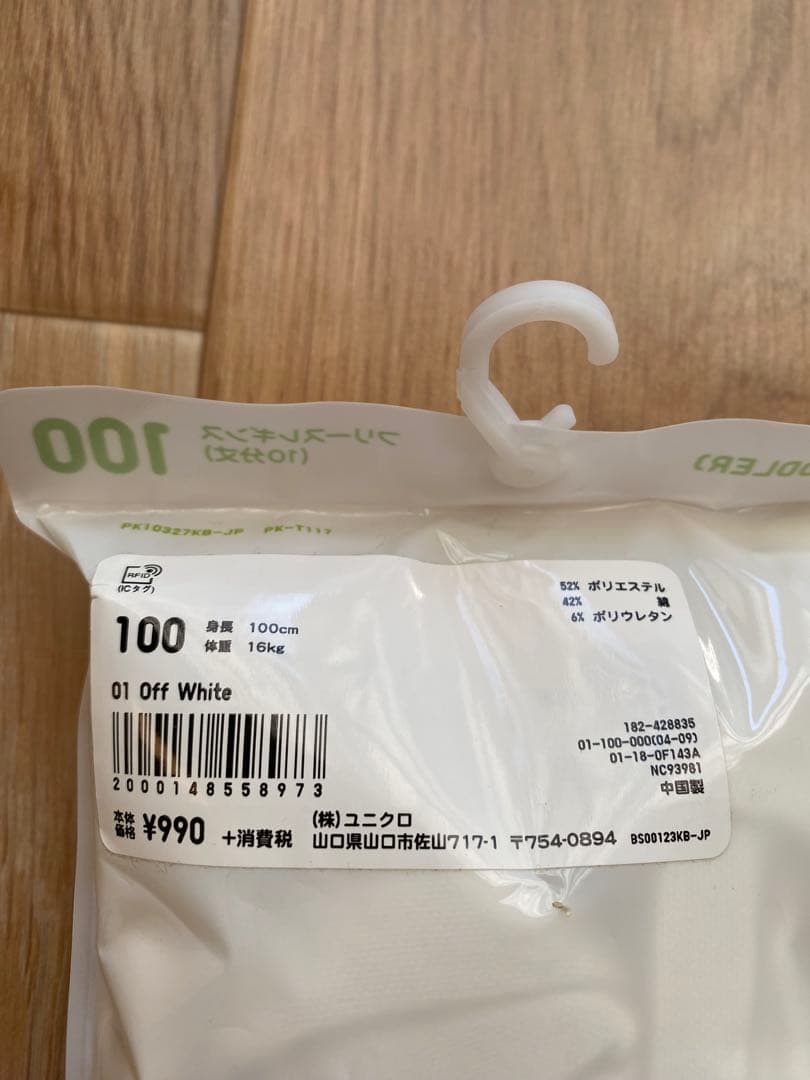 100 フリースレギンス
(10分丈)
DDLER)
PK10327KB-JP PK-T117
RFID
(ICタグ)
100 身長 100cm
体重 16kg
52% ポリエステル
42% 綿
6% ポリウレタン
01 Off White
2000148558973
182-428835
01-100-000(04-09)
01-18-0F143A
NC93981
中国製
本体価格 ¥990 +消費税
(株)ユニクロ
山口県山口市佐山717-1 〒754-0894 BS00123KB-JP